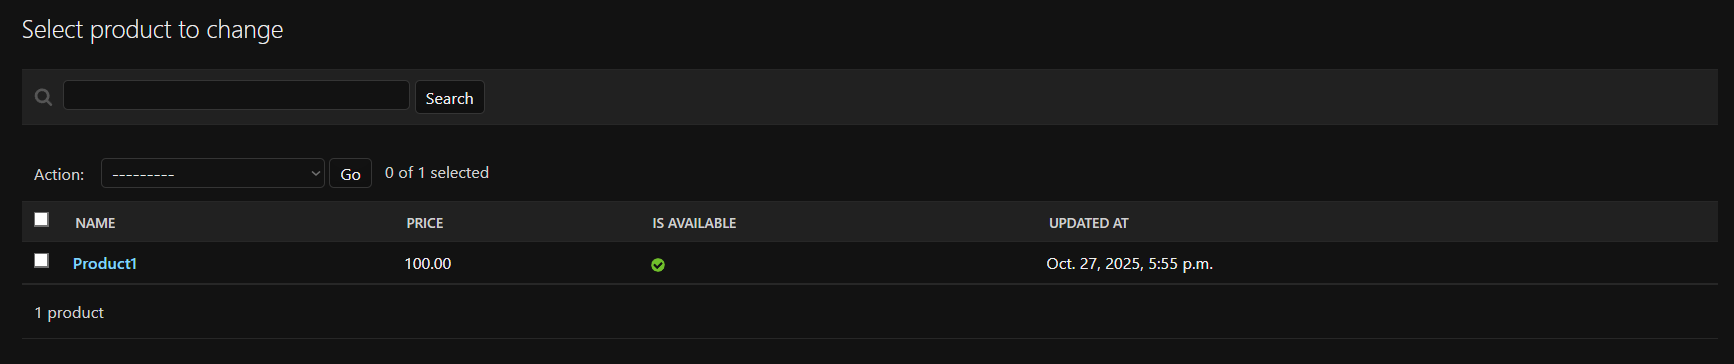 Select product to change
Search
Action: --------- Go 0 of 1 selected
NAME PRICE IS AVAILABLE UPDATED AT
Product1 100.00 Oct. 27, 2025, 5:55 p.m.
1 product